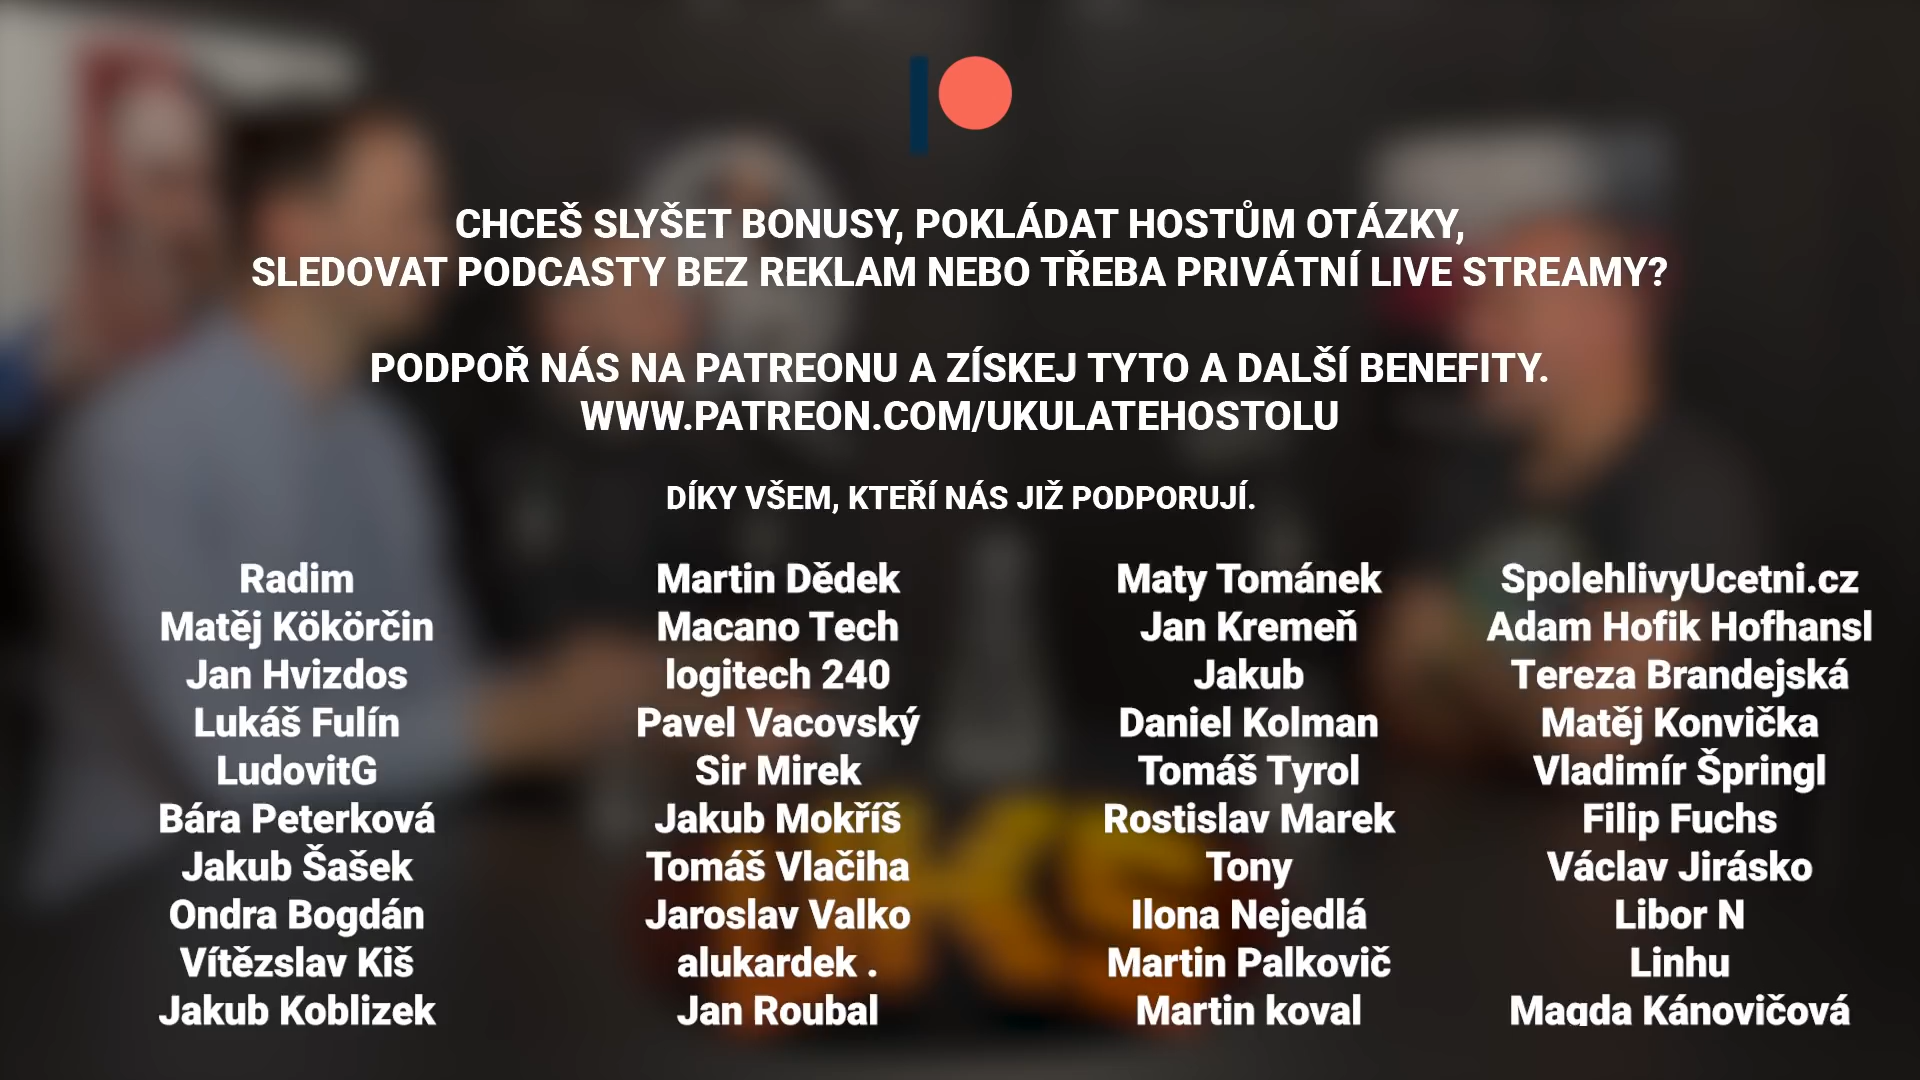 CHCEŠ SLYŠET BONUSY, POKLÁDAT HOSTŮM OTÁZKY,
SLEDOVAT PODCASTY BEZ REKLAM NEBO TŘEBA PRIVÁTNÍ LIVE STREAMY?
PODPOŘ NÁS NA PATREONU A ZÍSKEJ TYTO A DALŠÍ BENEFITY.
WWW.PATREON.COM/UKULATEHOSTOLU
DÍKY VŠEM, KTEŘÍ NÁS JIŽ PODPORUJÍ.
Radim
Matěj Kökörčin
Jan Hvizdos
Lukáš Fulín
LudovitG
Bára Peterková
Jakub Šašek
Ondra Bogdán
Vítězslav Kiš
Jakub Koblizek
Martin Dědek
Macano Tech
logitech 240
Pavel Vacovský
Sir Mirek
Jakub Mokříš
Tomáš Vlačiha
Jaroslav Valko
alukardek .
Jan Roubal
Maty Tománek
Jan Kremeň
Jakub
Daniel Kolman
Tomáš Tyrol
Rostislav Marek
Tony
Ilona Nejedlá
Martin Palkovič
Martin koval
SpolehlivyUcetni.cz
Adam Hofik Hofhansl
Tereza Brandejská
Matěj Konvička
Vladimír Špringl
Filip Fuchs
Václav Jirásko
Libor N
Linhu
Magda Kánovičová